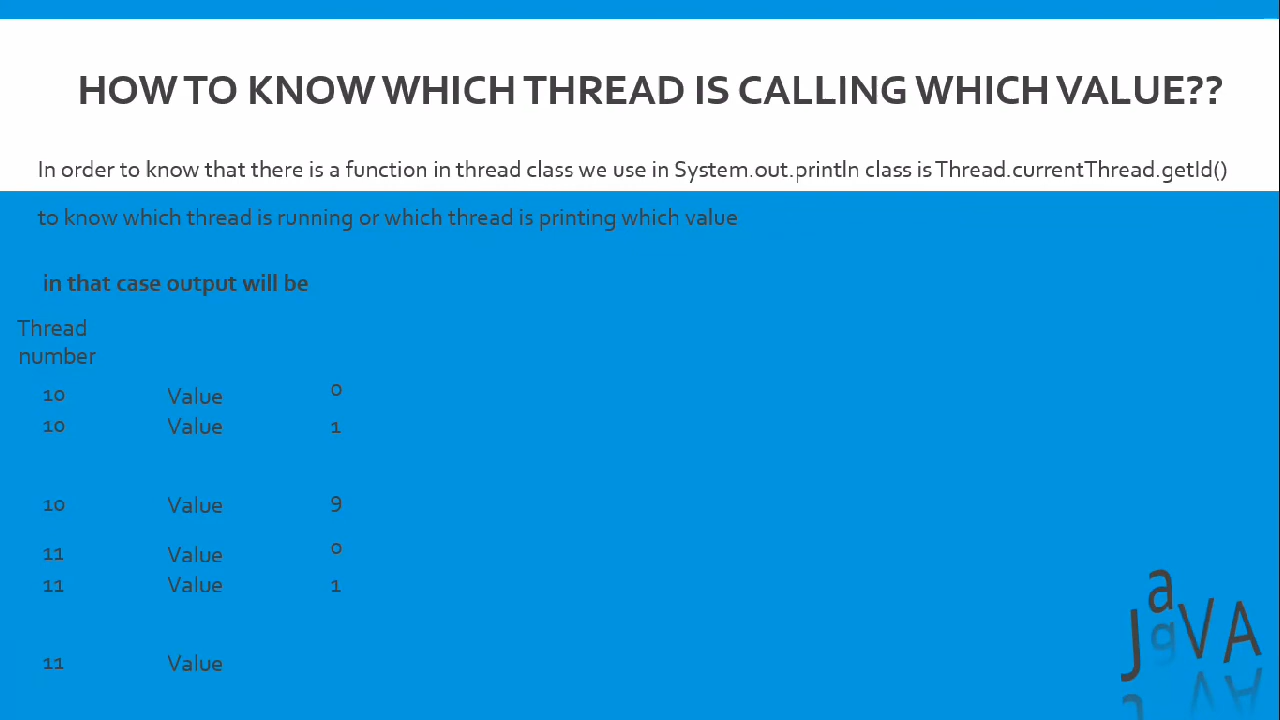 HOW TO KNOW WHICH THREAD IS CALLING WHICH VALUE??
In order to know that there is a function in thread class we use in System.out.println class is Thread.currentThread.getId()
to know which thread is running or which thread is printing which value
in that case output will be
Thread
number
10 Value 0
10 Value 1
10 Value 9
11 Value 0
11 Value 1
11 Value
JaVA